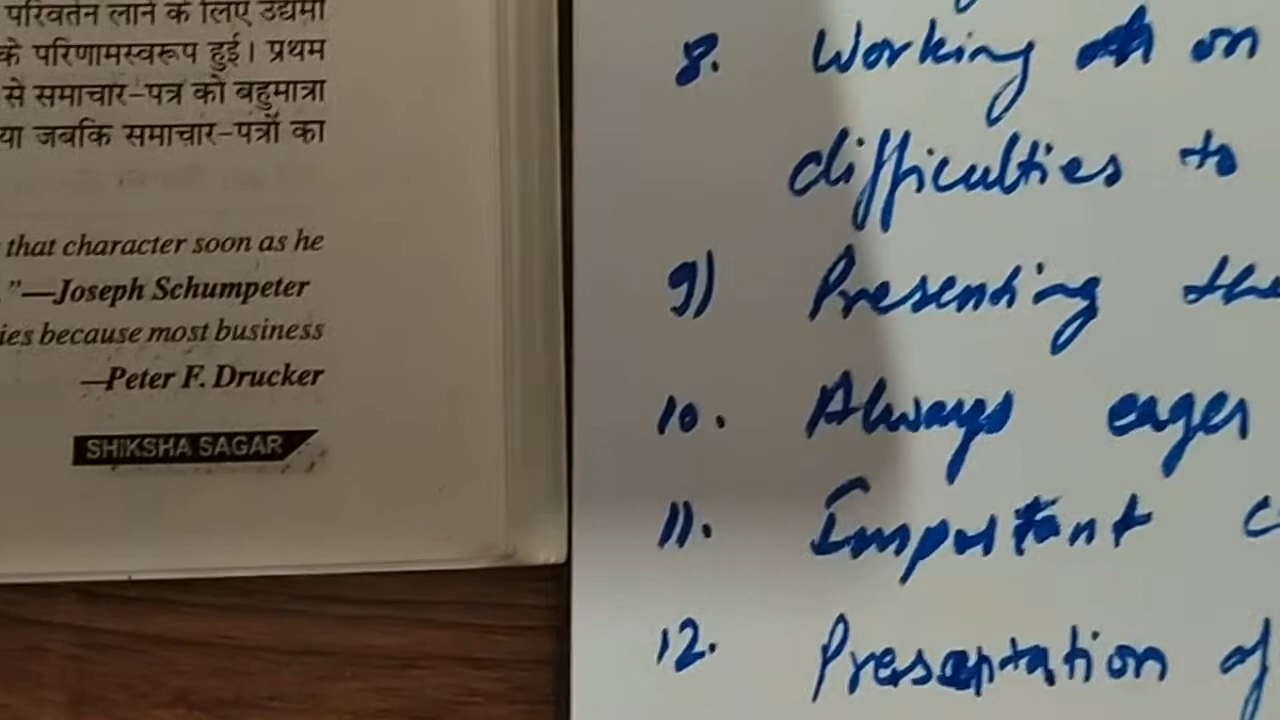 परिवर्तन लाने के लिए उद्यमी
के परिणामस्वरूप हुई। प्रथम
से समाचार-पत्र को बहुमात्रा
या जबकि समाचार-पत्रों का
that character soon as he
”—Joseph Schumpeter
ies because most business
—Peter F. Drucker
SHIKSHA SAGAR
8. Working on
difficulties to
9) Presenting the
10. Always eager
11. Important
12. Presentation of